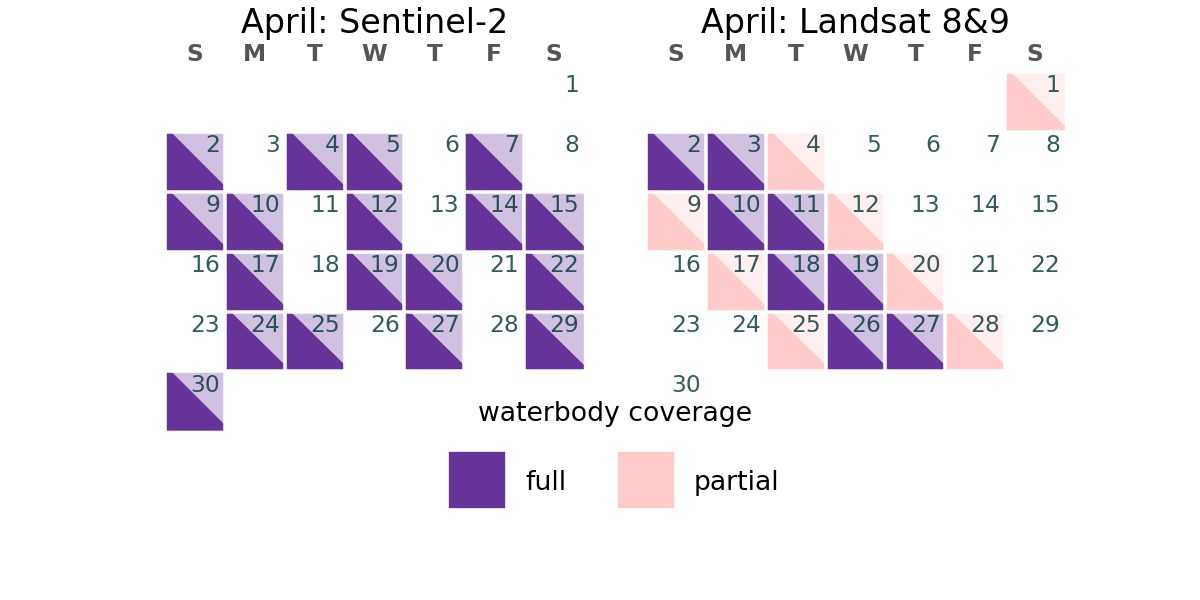 April: Sentinel-2
S M T W T F S
1
2 3 4 5 6 7 8
9 10 11 12 13 14 15
16 17 18 19 20 21 22
23 24 25 26 27 28 29
30
April: Landsat 8&9
S M T W T F S
1
2 3 4 5 6 7 8
9 10 11 12 13 14 15
16 17 18 19 20 21 22
23 24 25 26 27 28 29
30
waterbody coverage
full partial